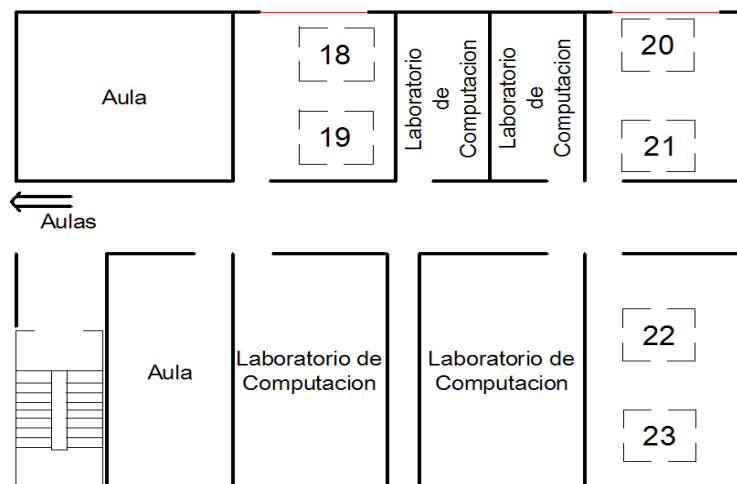 Aula
18
19
Laboratorio
de
Computacion
Laboratorio
de
Computacion
20
21
Aulas
Aula
Laboratorio de
Computacion
Laboratorio de
Computacion
22
23